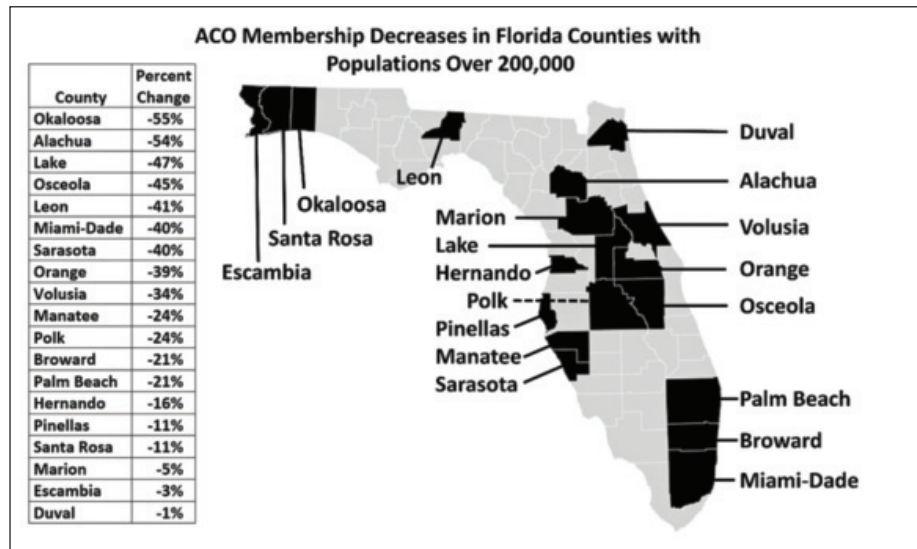 ACO Membership Decreases in Florida Counties with
Populations Over 200,000
County Percent Change
Okaloosa -55%
Alachua -54%
Lake -47%
Osceola -45%
Leon -41%
Miami-Dade -40%
Sarasota -40%
Orange -39%
Volusia -34%
Manatee -24%
Polk -24%
Broward -21%
Palm Beach -21%
Hernando -16%
Pinellas -11%
Santa Rosa -11%
Marion -5%
Escambia -3%
Duval -1%
Leon
Okaloosa
Santa Rosa
Escambia
Marion
Lake
Hernando
Polk
Pinellas
Manatee
Sarasota
Duval
Alachua
Volusia
Orange
Osceola
Palm Beach
Broward
Miami-Dade